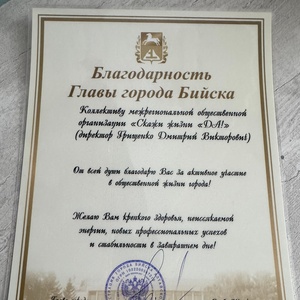 Благодарность
Главы города Бийска
Коллективу межрегиональной общественной
организации «Скажи жизни «ДА!»
(директор Гриценко Дмитрий Викторович)
От всей души благодарю Вас за активное участие
в общественной жизни города!
Желаю Вам крепкого здоровья, неиссякаемой
энергии, новых профессиональных успехов
и стабильности в завтрашнем дне!